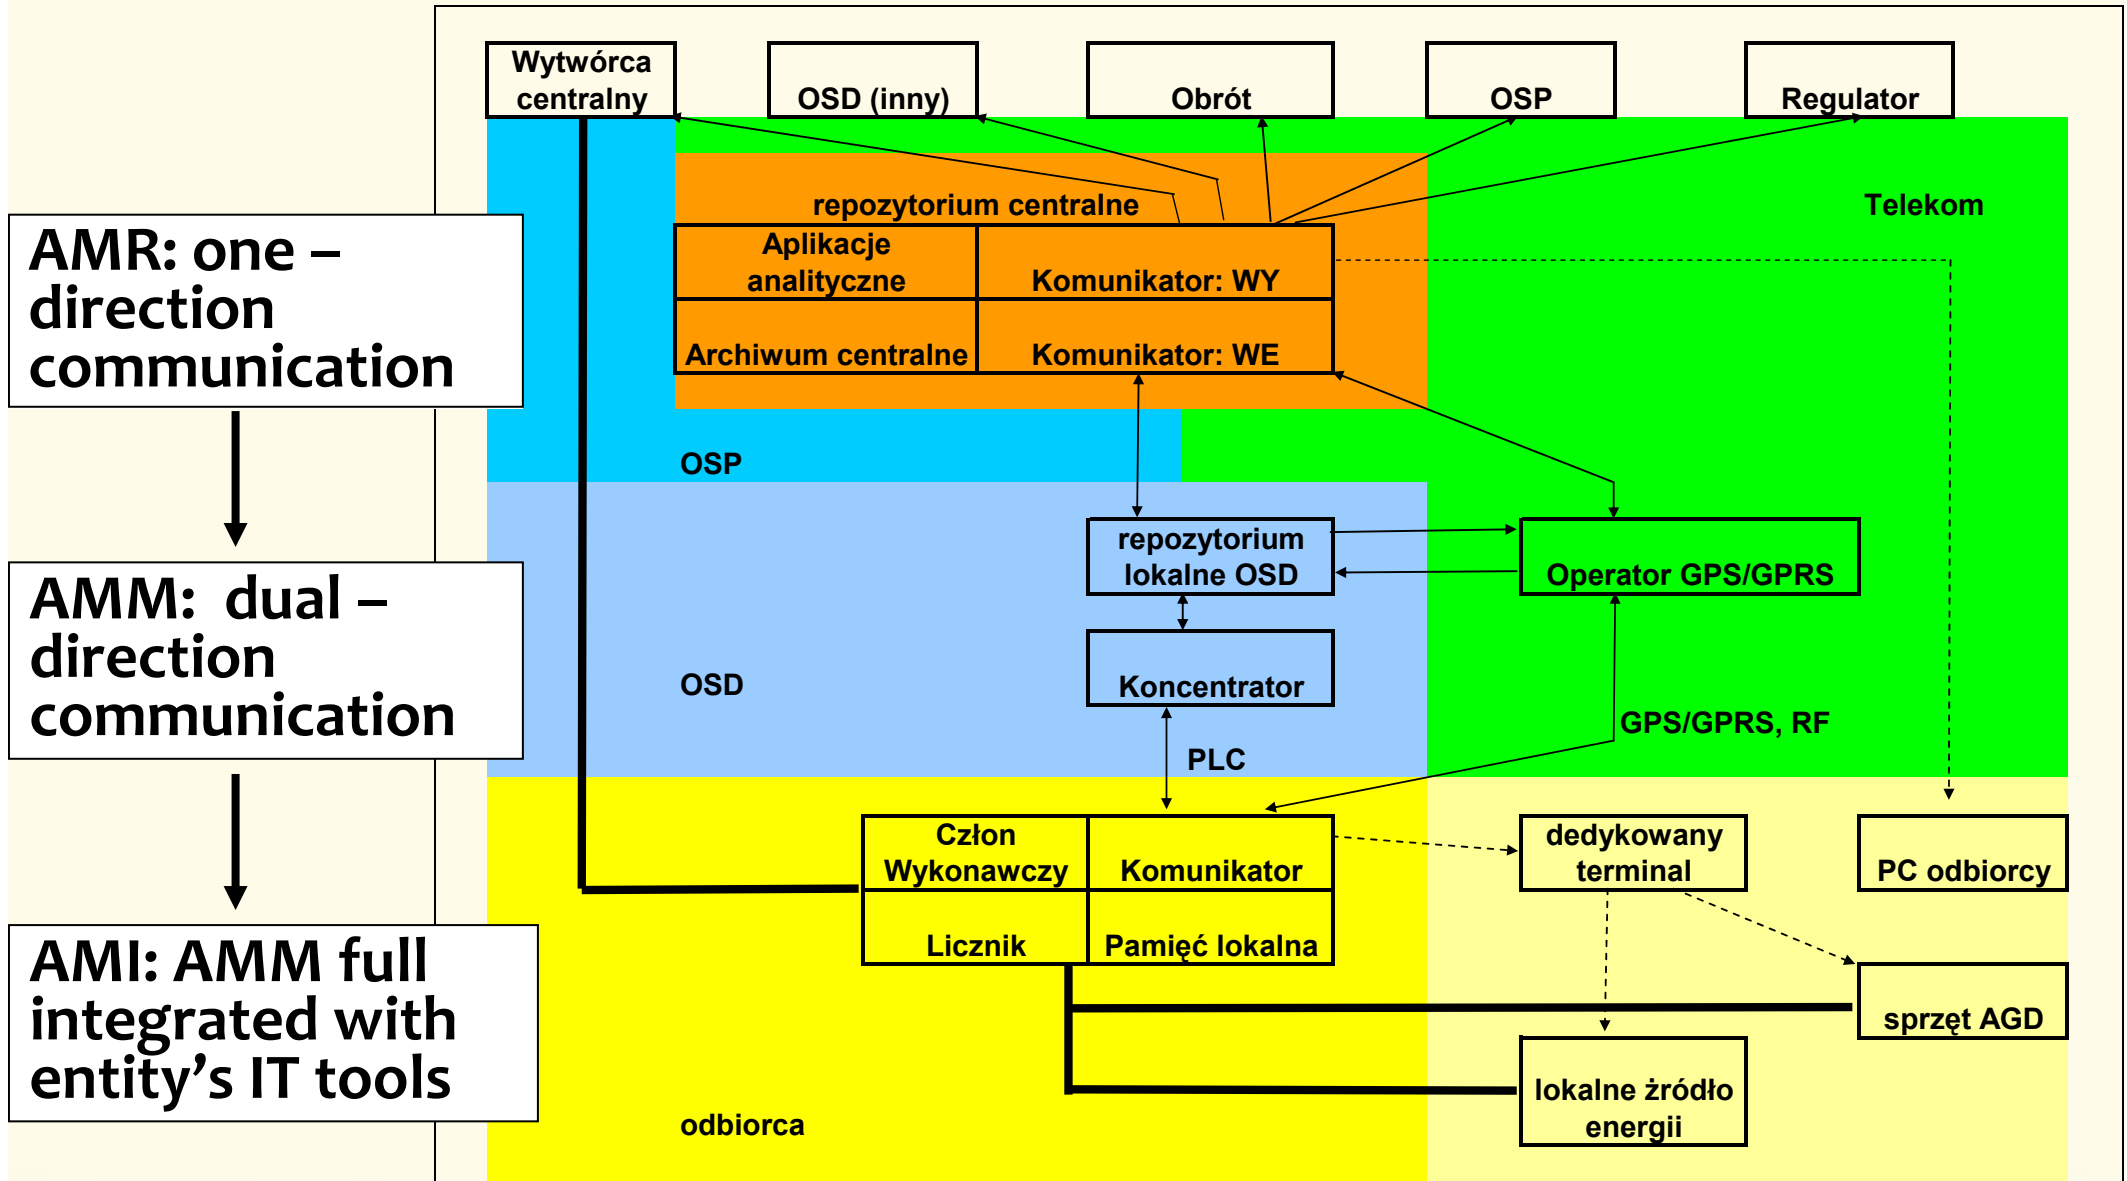 Wytwórca
centralny
OSD (inny)
Obrót
OSP
Regulator
repozytorium centralne
Telekom
Aplikacje
analityczne
Komunikator: WY
Archiwum centralne
Komunikator: WE
OSP
repozytorium
lokalne OSD
Operator GPS/GPRS
Koncentrator
OSD
GPS/GPRS, RF
PLC
Człon
Wykonawczy
Komunikator
Licznik
Pamięć lokalna
dedykowany
terminal
PC odbiorcy
sprzęt AGD
lokalne żródło
energii
odbiorca
AMR: one –
direction
communication
AMM:  dual –
direction
communication
AMI: AMM full
integrated with
entity’s IT tools